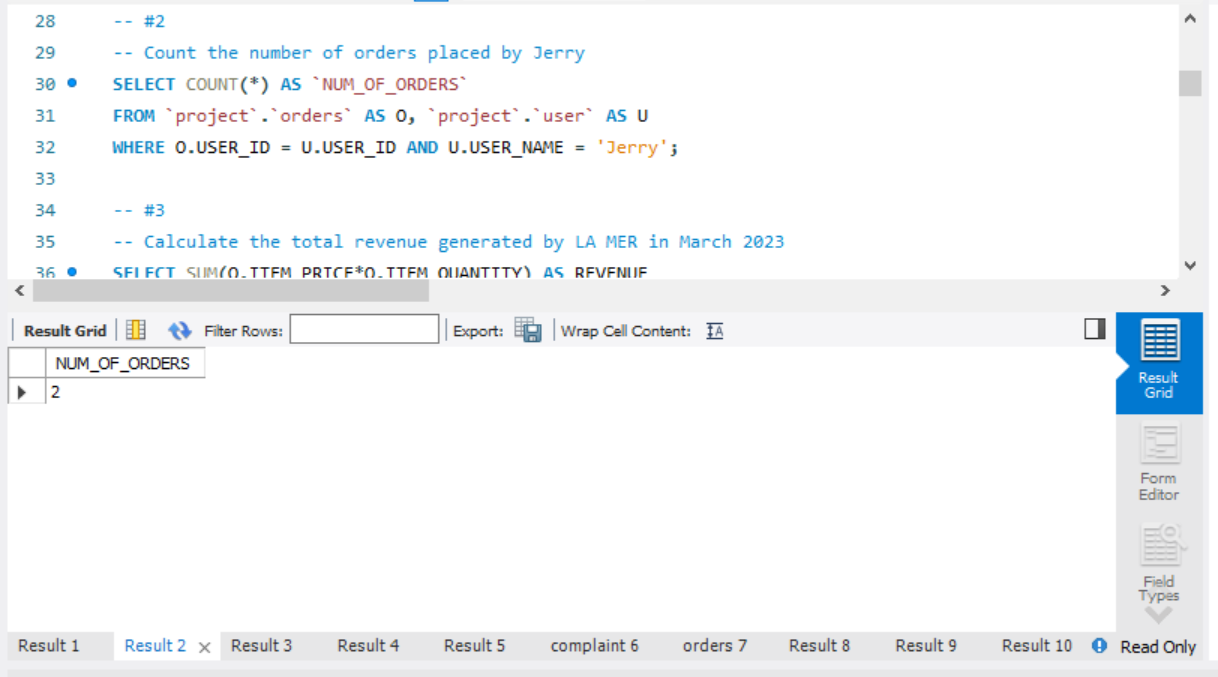 28 -- #2
29 -- Count the number of orders placed by Jerry
30 SELECT COUNT(*) AS `NUM_OF_ORDERS`
31 FROM `project`.`orders` AS O, `project`.`user` AS U
32 WHERE O.USER_ID = U.USER_ID AND U.USER_NAME = 'Jerry';
33
34 -- #3
35 -- Calculate the total revenue generated by LA MER in March 2023
36 SELECT SUM(O.ITEM_PRICE*O.ITEM_QUANTITY) AS REVENUE
Result Grid Filter Rows: Export: Wrap Cell Content:
NUM_OF_ORDERS
2
Result
Grid
Form
Editor
Field
Types
Result 1 Result 2 Result 3 Result 4 Result 5 complaint 6 orders 7 Result 8 Result 9 Result 10 Read Only